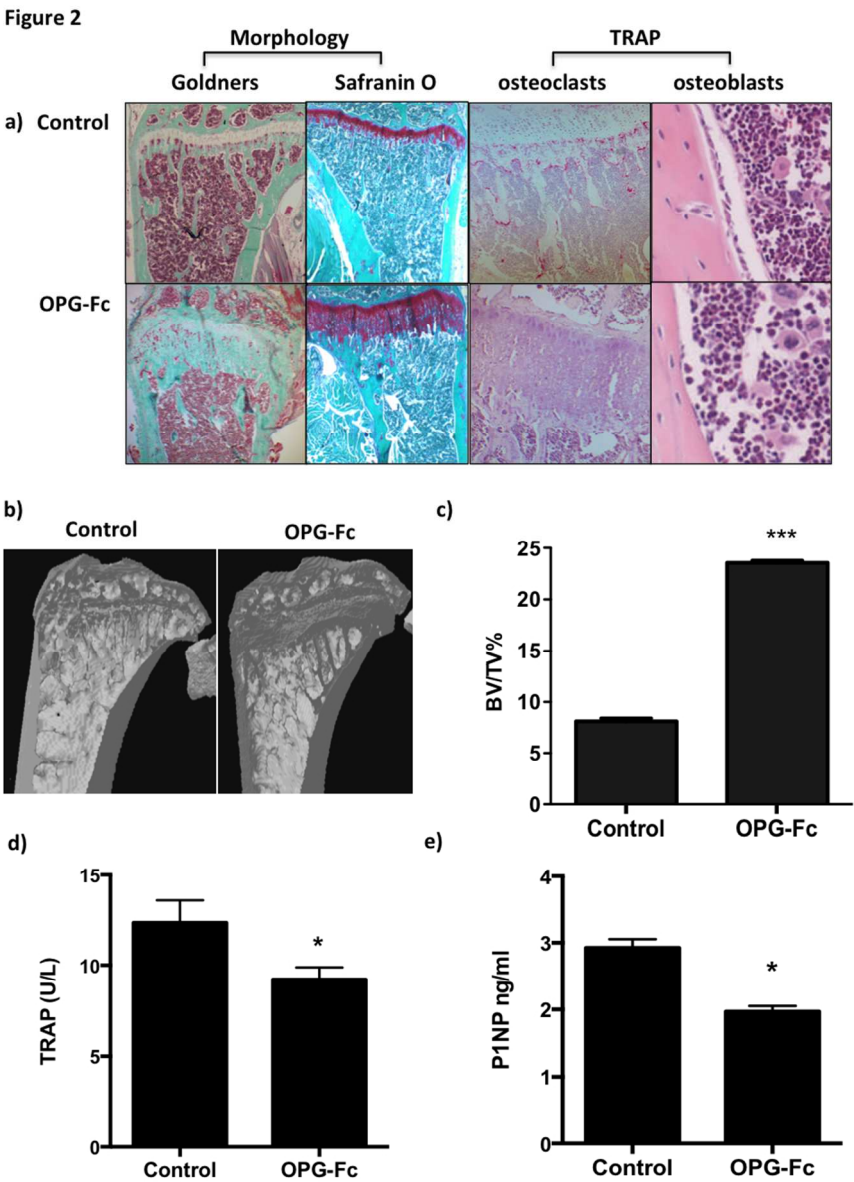 Figure 2
Morphology TRAP
Goldners Safranin O osteoclasts osteoblasts
a) Control
OPG-Fc
b)
Control OPG-Fc
c)
***
25
20
15
10
5
0
BV/TV%
Control OPG-Fc
d)
15
10
5
0
TRAP (U/L)
*
Control OPG-Fc
e)
4
3
2
1
0
P1NP ng/ml
*
Control OPG-Fc